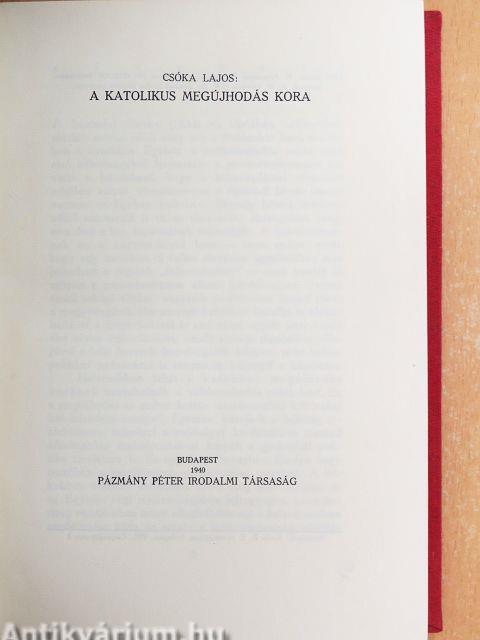 CSÓKA LAJOS:
A KATOLIKUS MEGÚJHODÁS KORA
BUDAPEST
1940
PÁZMÁNY PÉTER IRODALMI TÁRSASÁG
Antikvárium.hu